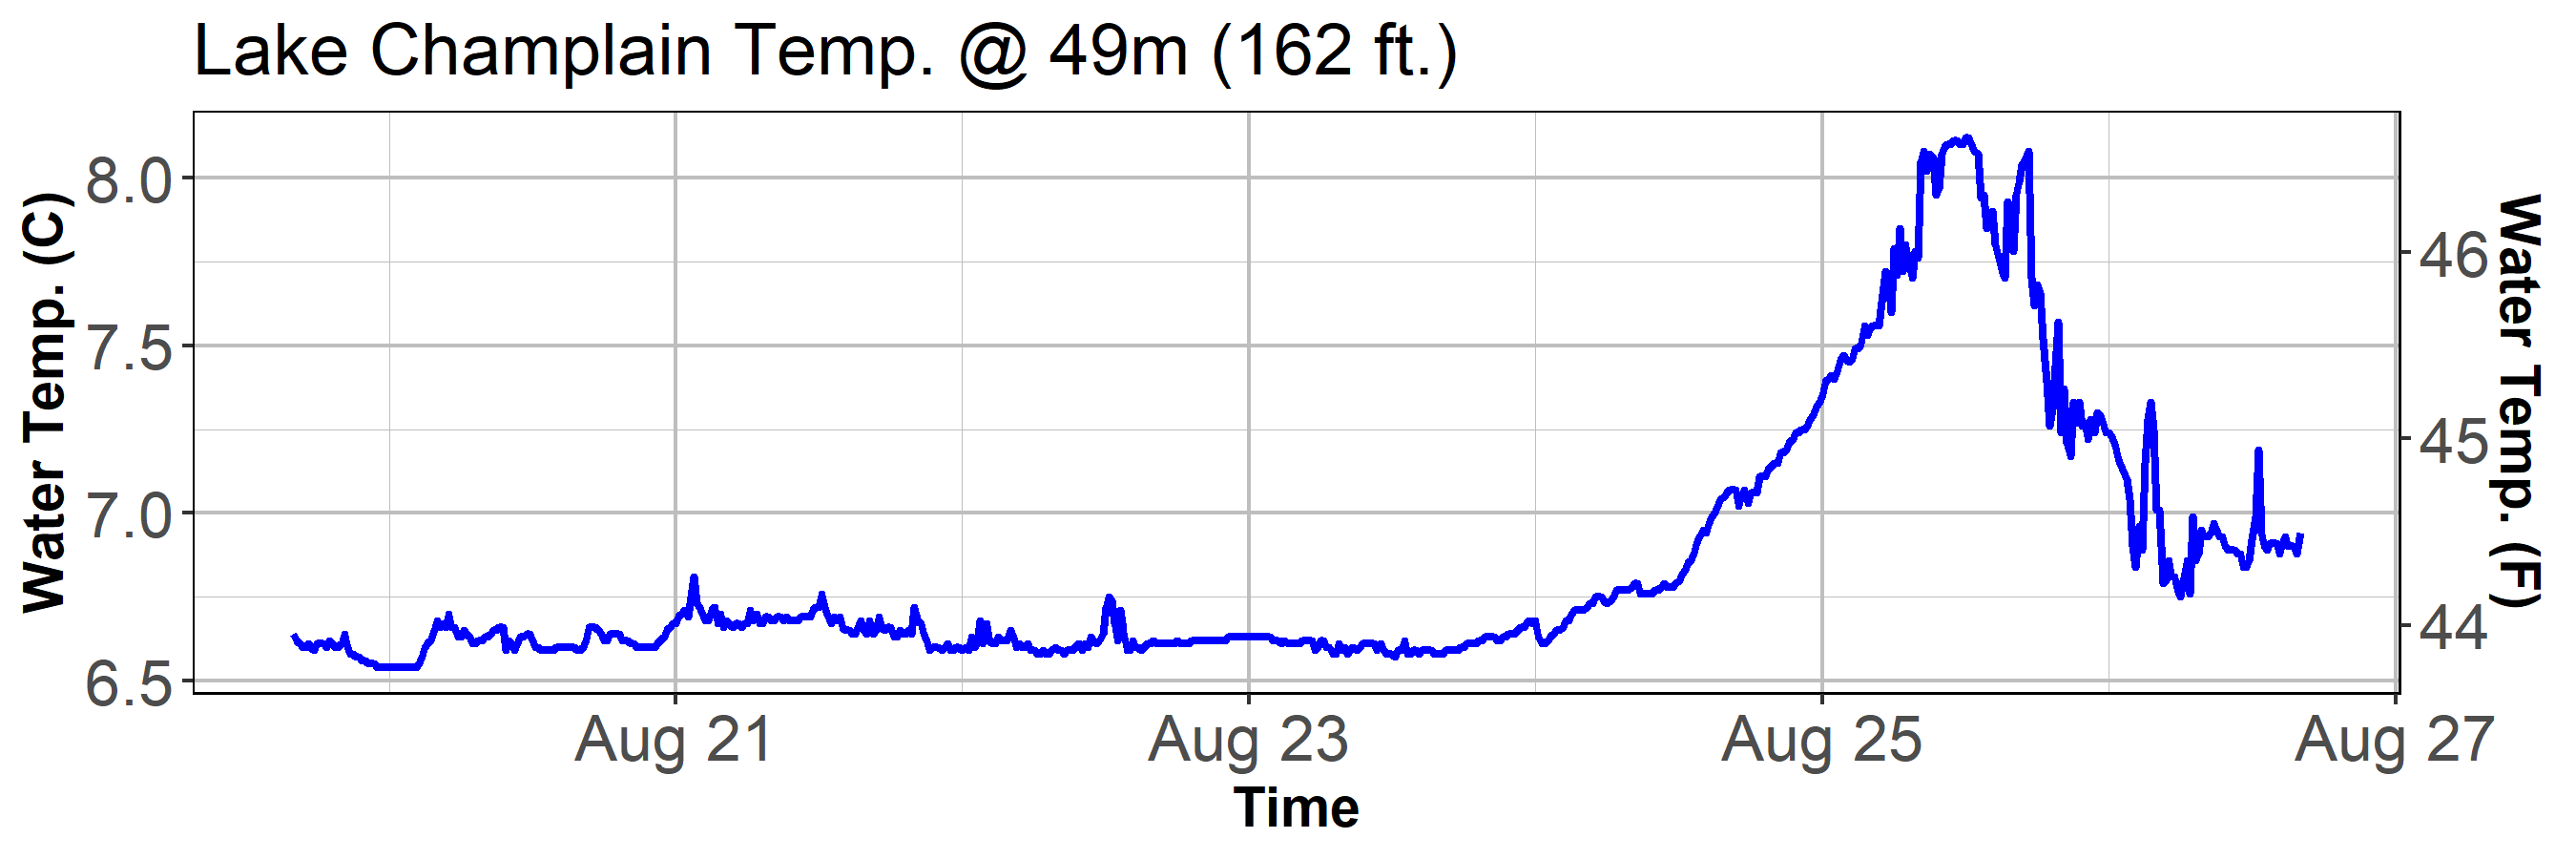 Lake Champlain Temp. @ 49m (162 ft.)
Water Temp. (C)
8.0
7.5
7.0
6.5
46
45
44
Water Temp. (F)
Aug 21
Aug 23
Aug 25
Aug 27
Time